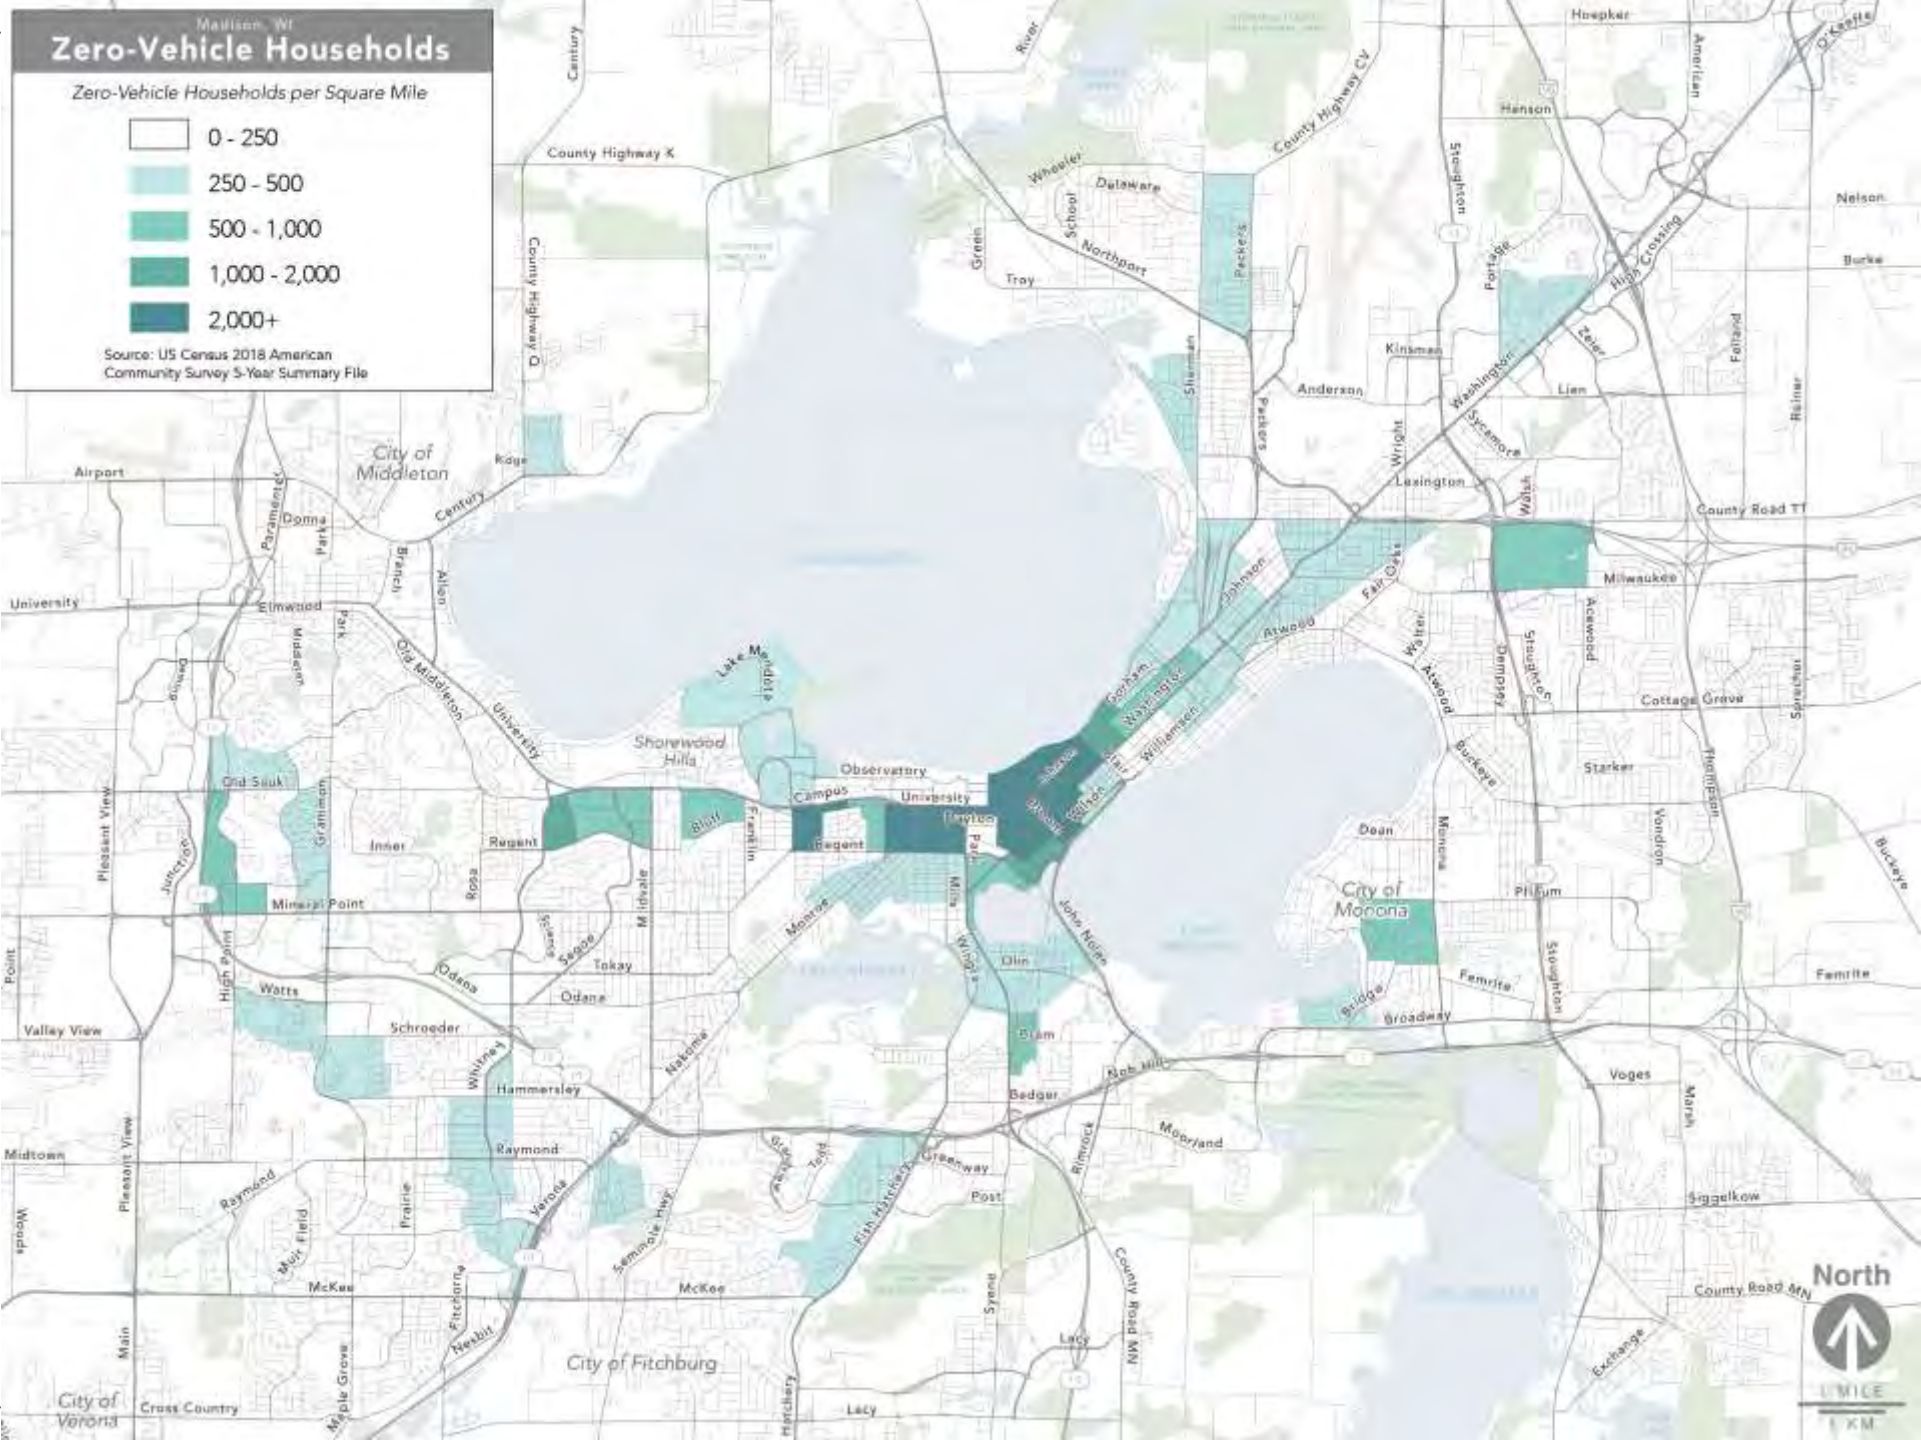 Madison, WI
Zero-Vehicle Households
Zero-Vehicle Households per Square Mile
0 - 250
250 - 500
500 - 1,000
1,000 - 2,000
2,000+
Source: US Census 2018 American
Community Survey 5-Year Summary File
Century
River
Hoepker
American
O'Keeffe
County Highway CV
Hanson
County Highway K
Wheeler
Delaware
School
Stoughton
Nelson
Green
Northport
Packers
Portage
High Crossing
Burke
Troy
County Highway Q
Sherman
Kinsman
Zeier
Felland
Anderson
Washington
Lien
Reiner
Packers
Wright
Sycamore
City of
Middleton
Ridge
Airport
Century
Lexington
Walsh
County Road TT
Parmenter
Donna
Park
Branch
Allen
Johnson
Fair Oaks
Milwaukee
University
Elmwood
Park
Middleton
Old Middleton
Atwood
Walter
Acewood
Deming
Lake Mendota
Gorham
Washington
Atwood
Dempsey
Stoughton
Cottage Grove
Sprecher
University
Williamson
Shorewood
Hills
Observatory
Blair
Buckeye
Starker
Thompson
Old Sauk
Campus
University
Johnson
Wilson
Pleasant View
Grammon
Bluff
Franklin
Dayton
Regent
Inner
Regent
Park
Dean
Monona
Vondron
Buckeye
Junction
Rosa
Midvale
Mills
City of
Monona
Pflaum
Mineral Point
Monroe
John Nolen
Point
High Point
Segoe
Tokay
Wingra
Olin
Odana
Odana
Femrite
Stoughton
Femrite
Watts
Bridge
Broadway
Valley View
Schroeder
Whitney
Nakoma
Bram
Nob Hill
Hammersley
Badger
Voges
Marsh
Midtown
Pleasant View
Raymond
Todd
Greenway
Rimrock
Moorland
Raymond
Prairie
Verona
Seminole Hwy
Fish Hatchery
Post
Siggelkow
Woods
Muir Field
McKee
Fitchorna
McKee
Syene
County Road MN
County Road MN
North
Main
Nesbit
Maple Grove
City of Fitchburg
Lacy
Exchange
City of
Verona
Cross Country
Hatchery
Lacy
1 MILE
1 KM